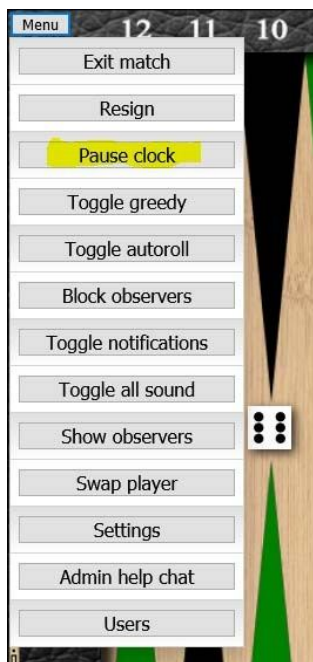 Menu
12 11 10
Exit match
Resign
Pause clock
Toggle greedy
Toggle autoroll
Block observers
Toggle notifications
Toggle all sound
Show observers
Swap player
Settings
Admin help chat
Users